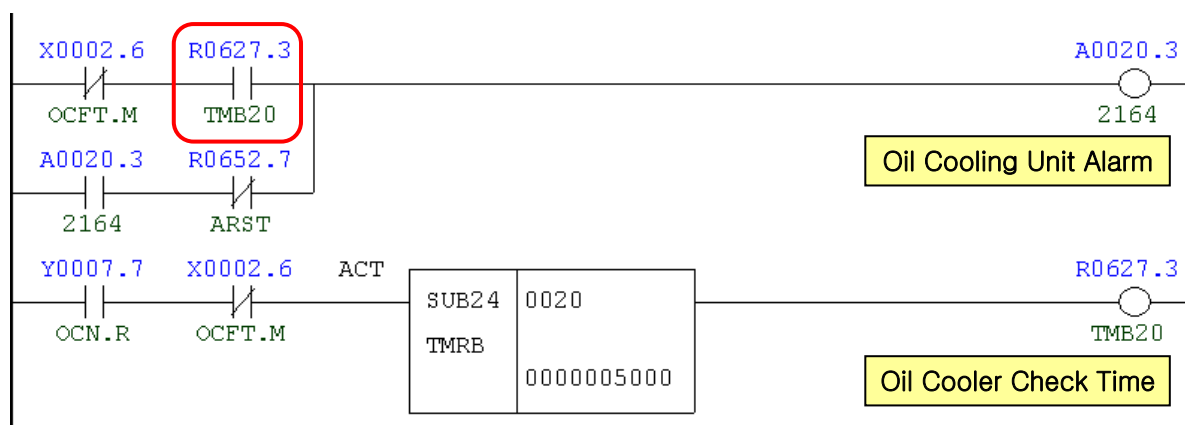 X0002.6 R0627.3 A0020.3
OCFT.M TMB20 2164
Oil Cooling Unit Alarm
A0020.3 R0652.7
2164 ARST
Y0007.7 X0002.6 ACT R0627.3
SUB24 0020
OCN.R OCFT.M TMB20
TMRB
0000005000
Oil Cooler Check Time